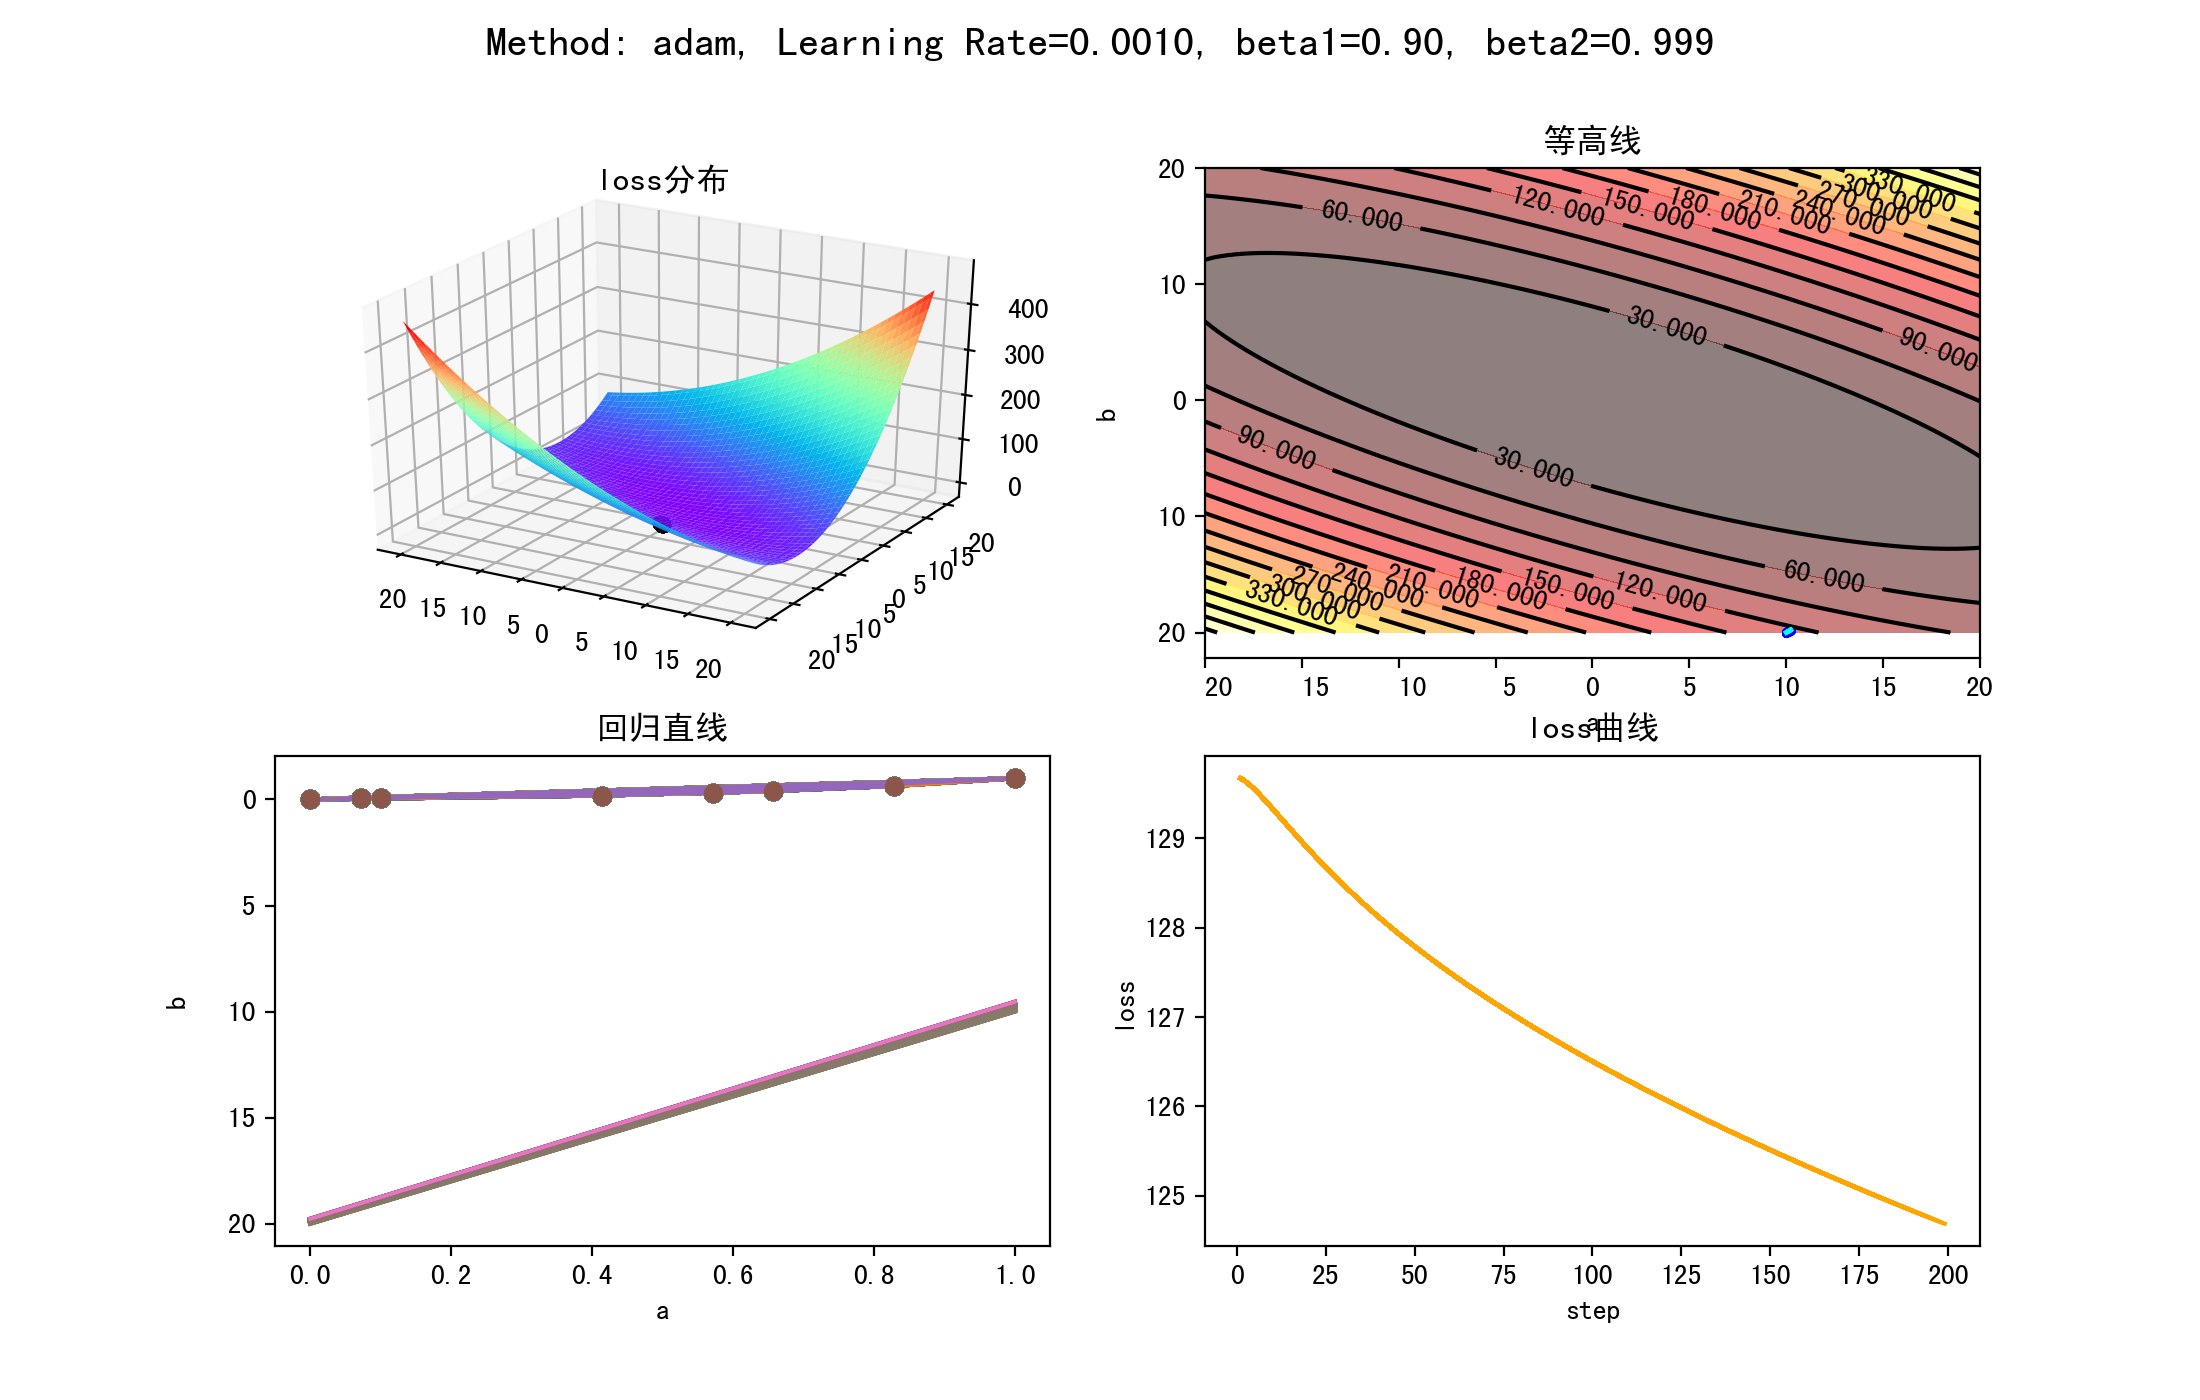 Method: adam, Learning Rate=0.0010, beta1=0.90, beta2=0.999
loss分布
400
300
200
100
0
20 15 10 5 0 5 10 15 20
20 15 10 5 0 5 10 15 20
等高线
20
10
0
10
20
b
60.000 120.000 150.000 180.000 210.000 240.000 270.000 300.000 330.000
30.000 90.000
90.000 30.000
330.000 300.000 270.000 240.000 210.000 180.000 150.000 120.000 60.000
20 15 10 5 0 5 10 15 20
a
回归直线
0
5
10
15
20
b
0.0 0.2 0.4 0.6 0.8 1.0
a
loss曲线
129
128
127
126
125
loss
0 25 50 75 100 125 150 175 200
step